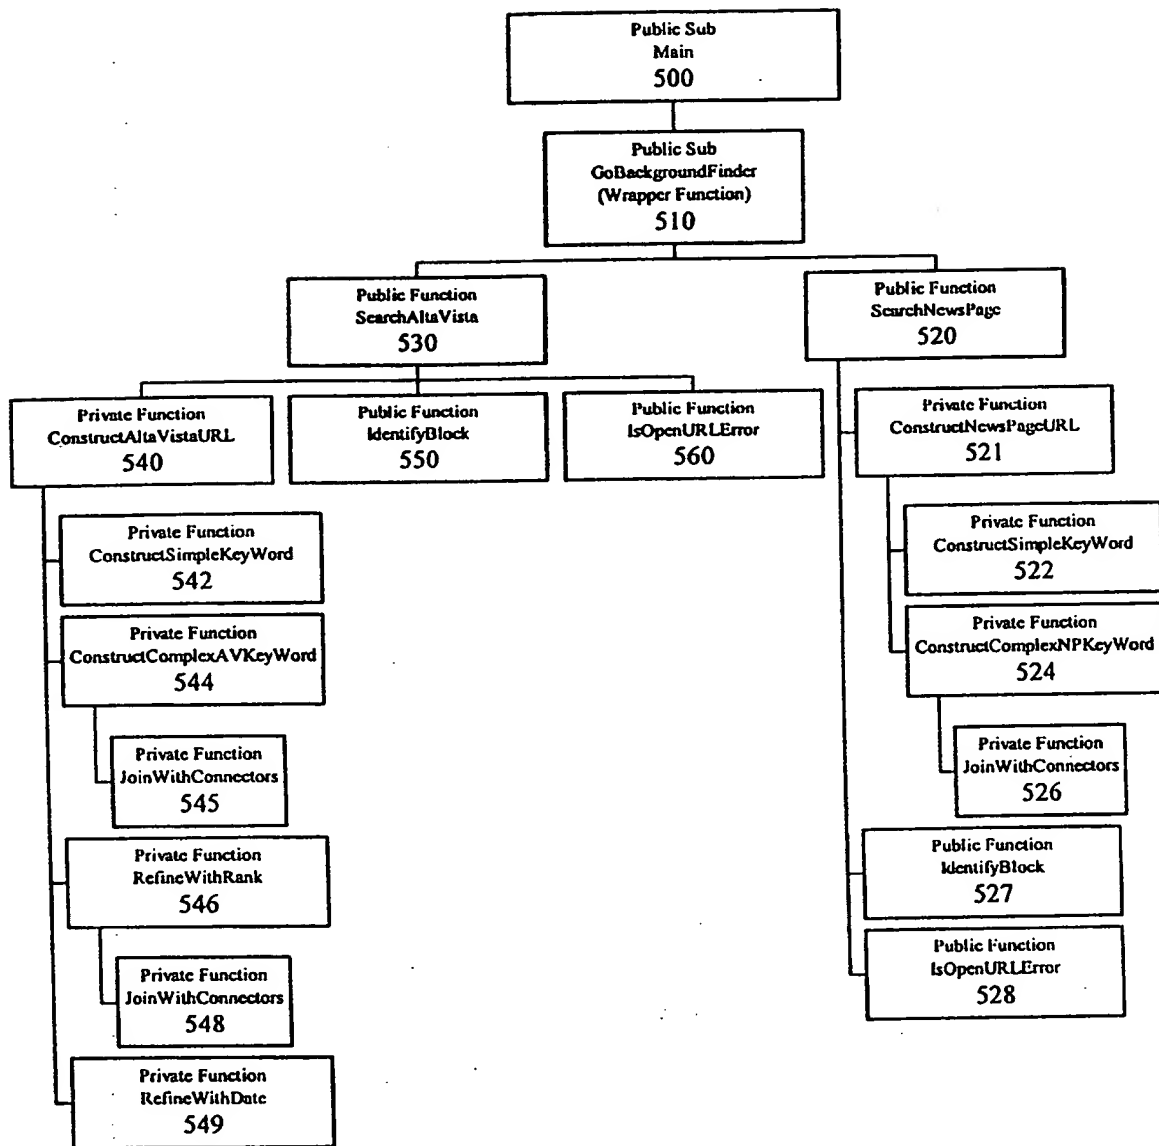 Public Sub
Main
500
Public Sub
GoBackgroundFinder
(Wrapper Function)
510
Public Function
SearchAltaVista
530
Public Function
SearchNewsPage
520
Private Function
ConstructAltaVistaURL
540
Public Function
IdentifyBlock
550
Public Function
IsOpenURLError
560
Private Function
ConstructNewsPageURL
521
Private Function
ConstructSimpleKeyWord
542
Private Function
ConstructComplexAVKeyWord
544
Private Function
JoinWithConnectors
545
Private Function
RefineWithRank
546
Private Function
JoinWithConnectors
548
Private Function
RefineWithDate
549
Private Function
ConstructSimpleKeyWord
522
Private Function
ConstructComplexNPKeyWord
524
Private Function
JoinWithConnectors
526
Public Function
IdentifyBlock
527
Public Function
IsOpenURLError
528